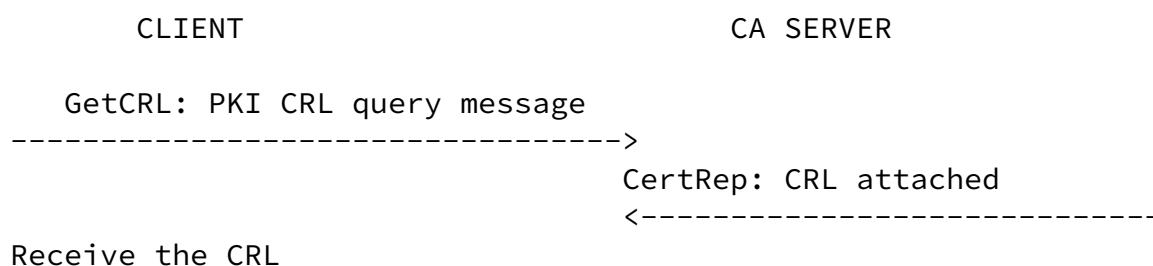 CLIENT CA SERVER
GetCRL: PKI CRL query message
---------------------------------->
CertRep: CRL attached
<-----------------------------
Receive the CRL